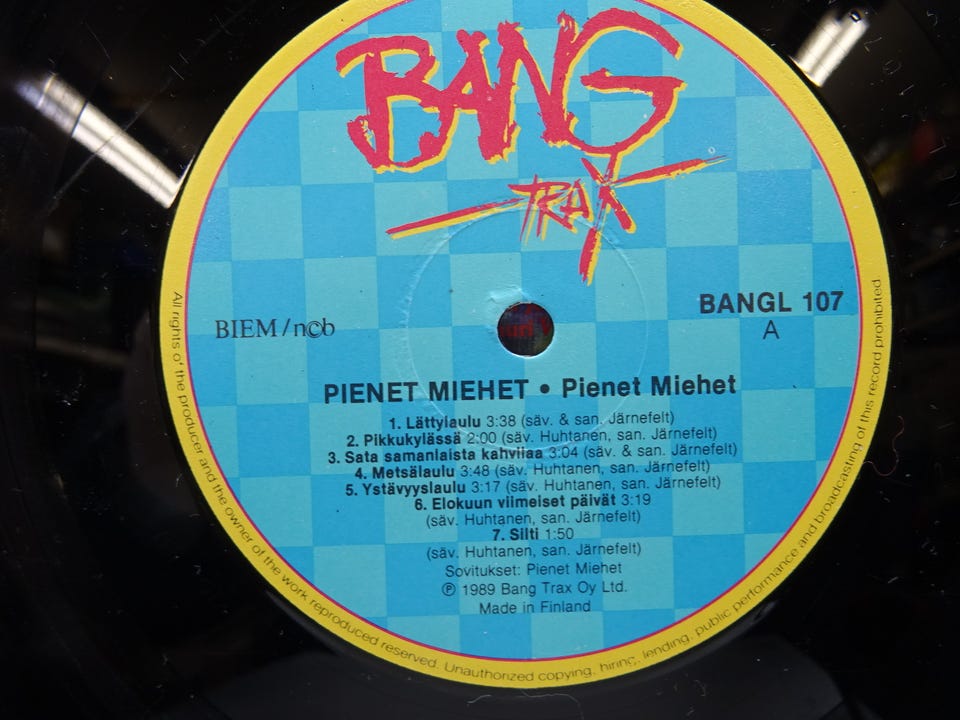 BANG
TRAX
BIEM/n©b
BANGL 107
A
PIENET MIEHET • Pienet Miehet
1. Lättylaulu 3:38 (säv. & san. Järnefelt)
2. Pikkukylässä 2:00 (säv. Huhtanen, san. Järnefelt)
3. Sata samanlaista kahviiaa 3:04 (säv. & san. Järnefelt)
4. Metsälaulu 3:48 (säv. Huhtanen, san. Järnefelt)
5. Ystävyyslaulu 3:17 (säv. Huhtanen, san. Järnefelt)
6. Elokuun viimeiset päivät 3:19
(säv. Huhtanen, san. Järnefelt)
7. Silti 1:50
(säv. Huhtanen, san. Järnefelt)
Sovitukset: Pienet Miehet
℗ 1989 Bang Trax Oy Ltd.
Made in Finland
All rights o' the producer and the owner of the work reproduced reserved. Unauthorized copying, hiring, lending, public performance and broadcasting of this record prohibited